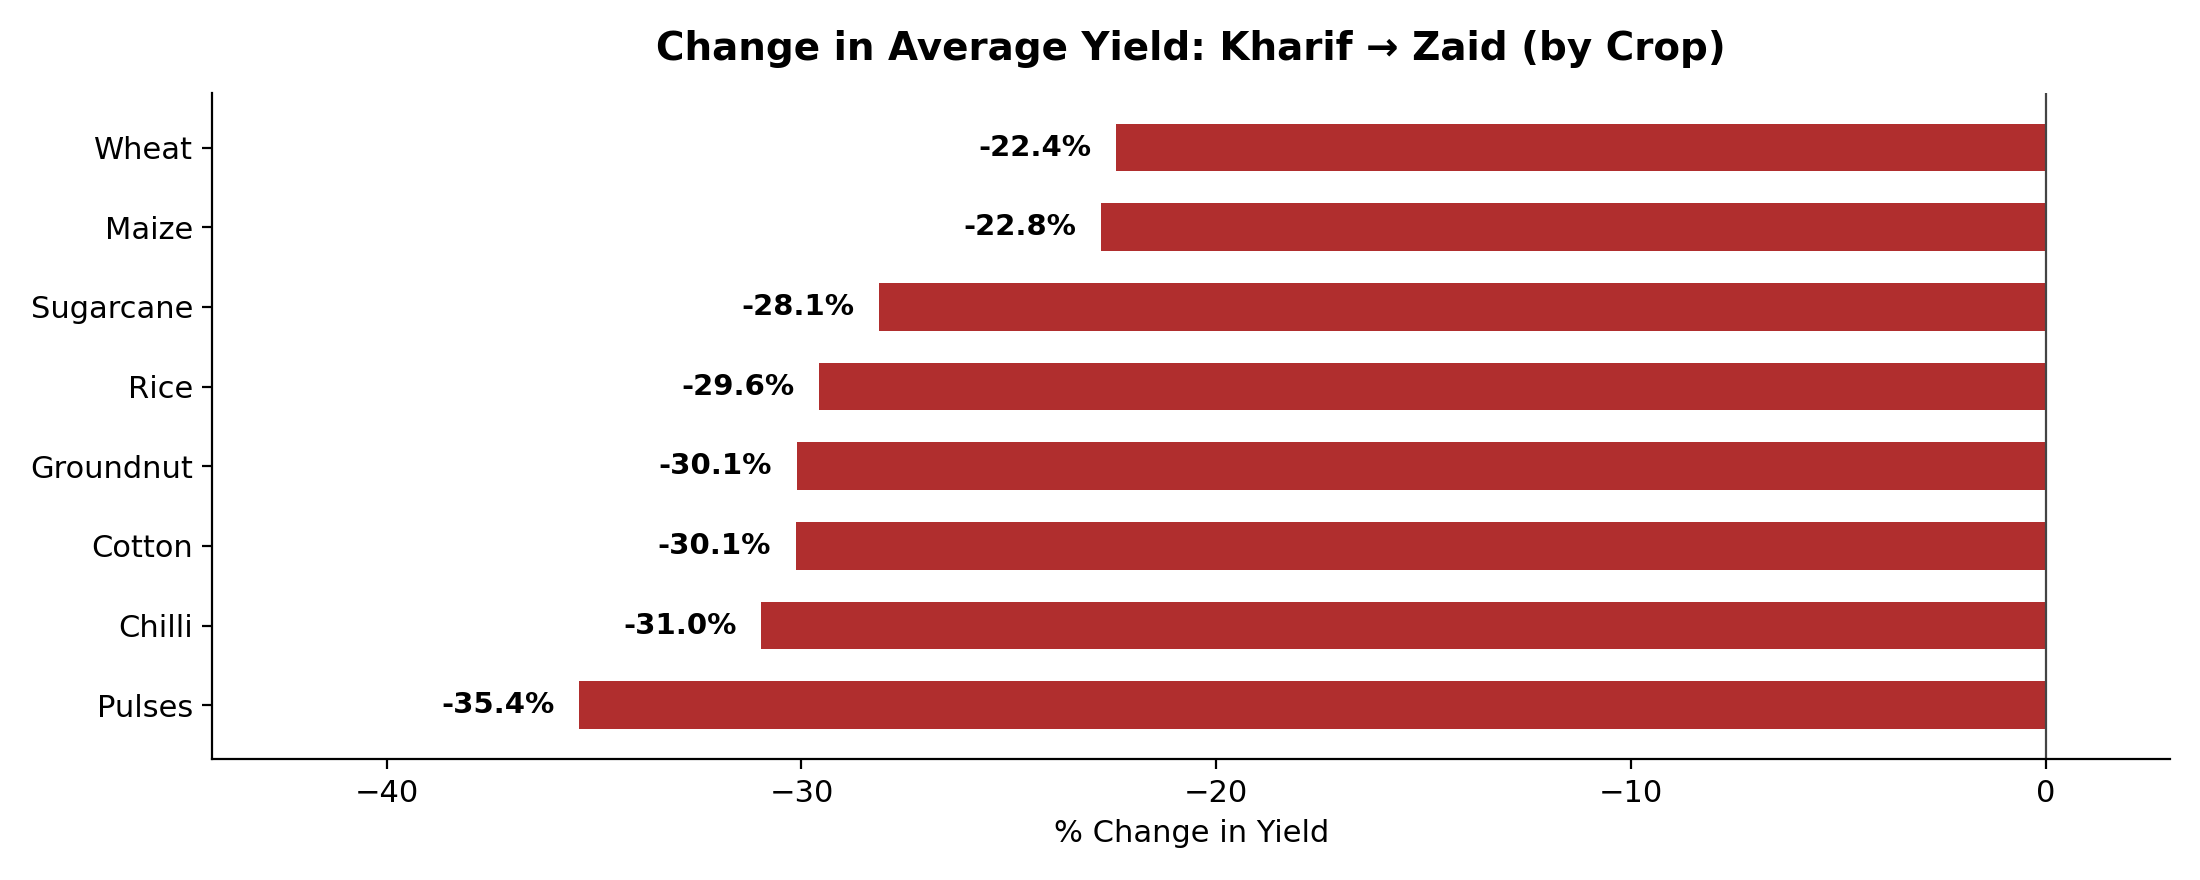 Change in Average Yield: Kharif → Zaid (by Crop)
Wheat -22.4%
Maize -22.8%
Sugarcane -28.1%
Rice -29.6%
Groundnut -30.1%
Cotton -30.1%
Chilli -31.0%
Pulses -35.4%
−40 −30 −20 −10 0
% Change in Yield